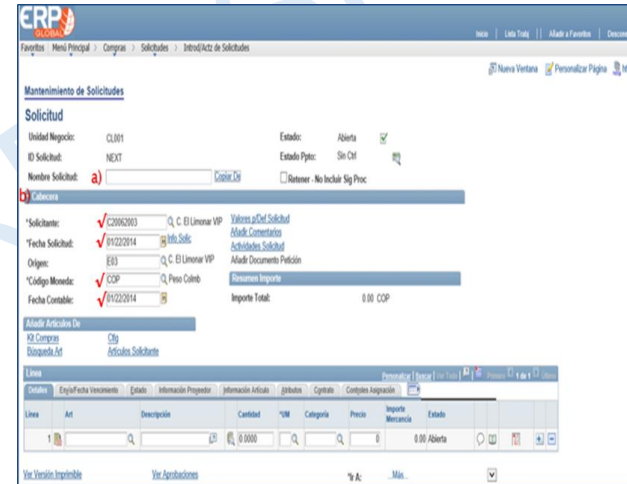 ERP
GLOBAL
Inicio | Lista Trabj | Añadir a Favoritos | Descone
Favoritos Menú Principal > Compras > Solicitudes > Introd/Actz de Solicitudes
Nueva Ventana Personalizar Página
Mantenimiento de Solicitudes
Solicitud
Unidad Negocio: CL001 Estado: Abierta
ID Solicitud: NEXT Estado Ppto: Sin Ctrl
Nombre Solicitud: a) Copiar De Retener - No Incluir Sig Proc
b) Cabecera
*Solicitante: C20062003 C. El Limonar VIP Valores p/Def Solicitud
*Fecha Solicitud: 01/22/2014 Info Solic Añadir Comentarios
Actividades Solicitud
Origen: E03 C. El Limonar VIP Añadir Documento Petición
*Código Moneda: COP Peso Colmb Resumen Importe
Fecha Contable: 01/22/2014 Importe Total: 0.00 COP
Añadir Artículos De
Kit Compras Cflg
Búsqueda Art Artículos Solicitante
Línea Personalizar | Buscar | Ver Todo | Primero 1 de 1 Último
Detalles Envío/Fecha Vencimiento Estado Información Proveedor Información Artículo Atributos Contrato Controles Asignación
Línea Art Descripción Cantidad *UM Categoría Precio Importe Mercancía Estado
1 0.0000 0 0.00 Abierta
Ver Versión Imprimible Ver Aprobaciones *Ir A: ...Más...